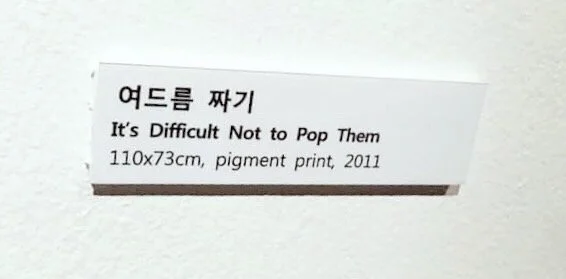 여드름 짜기
It's Difficult Not to Pop Them
110x73cm, pigment print, 2011